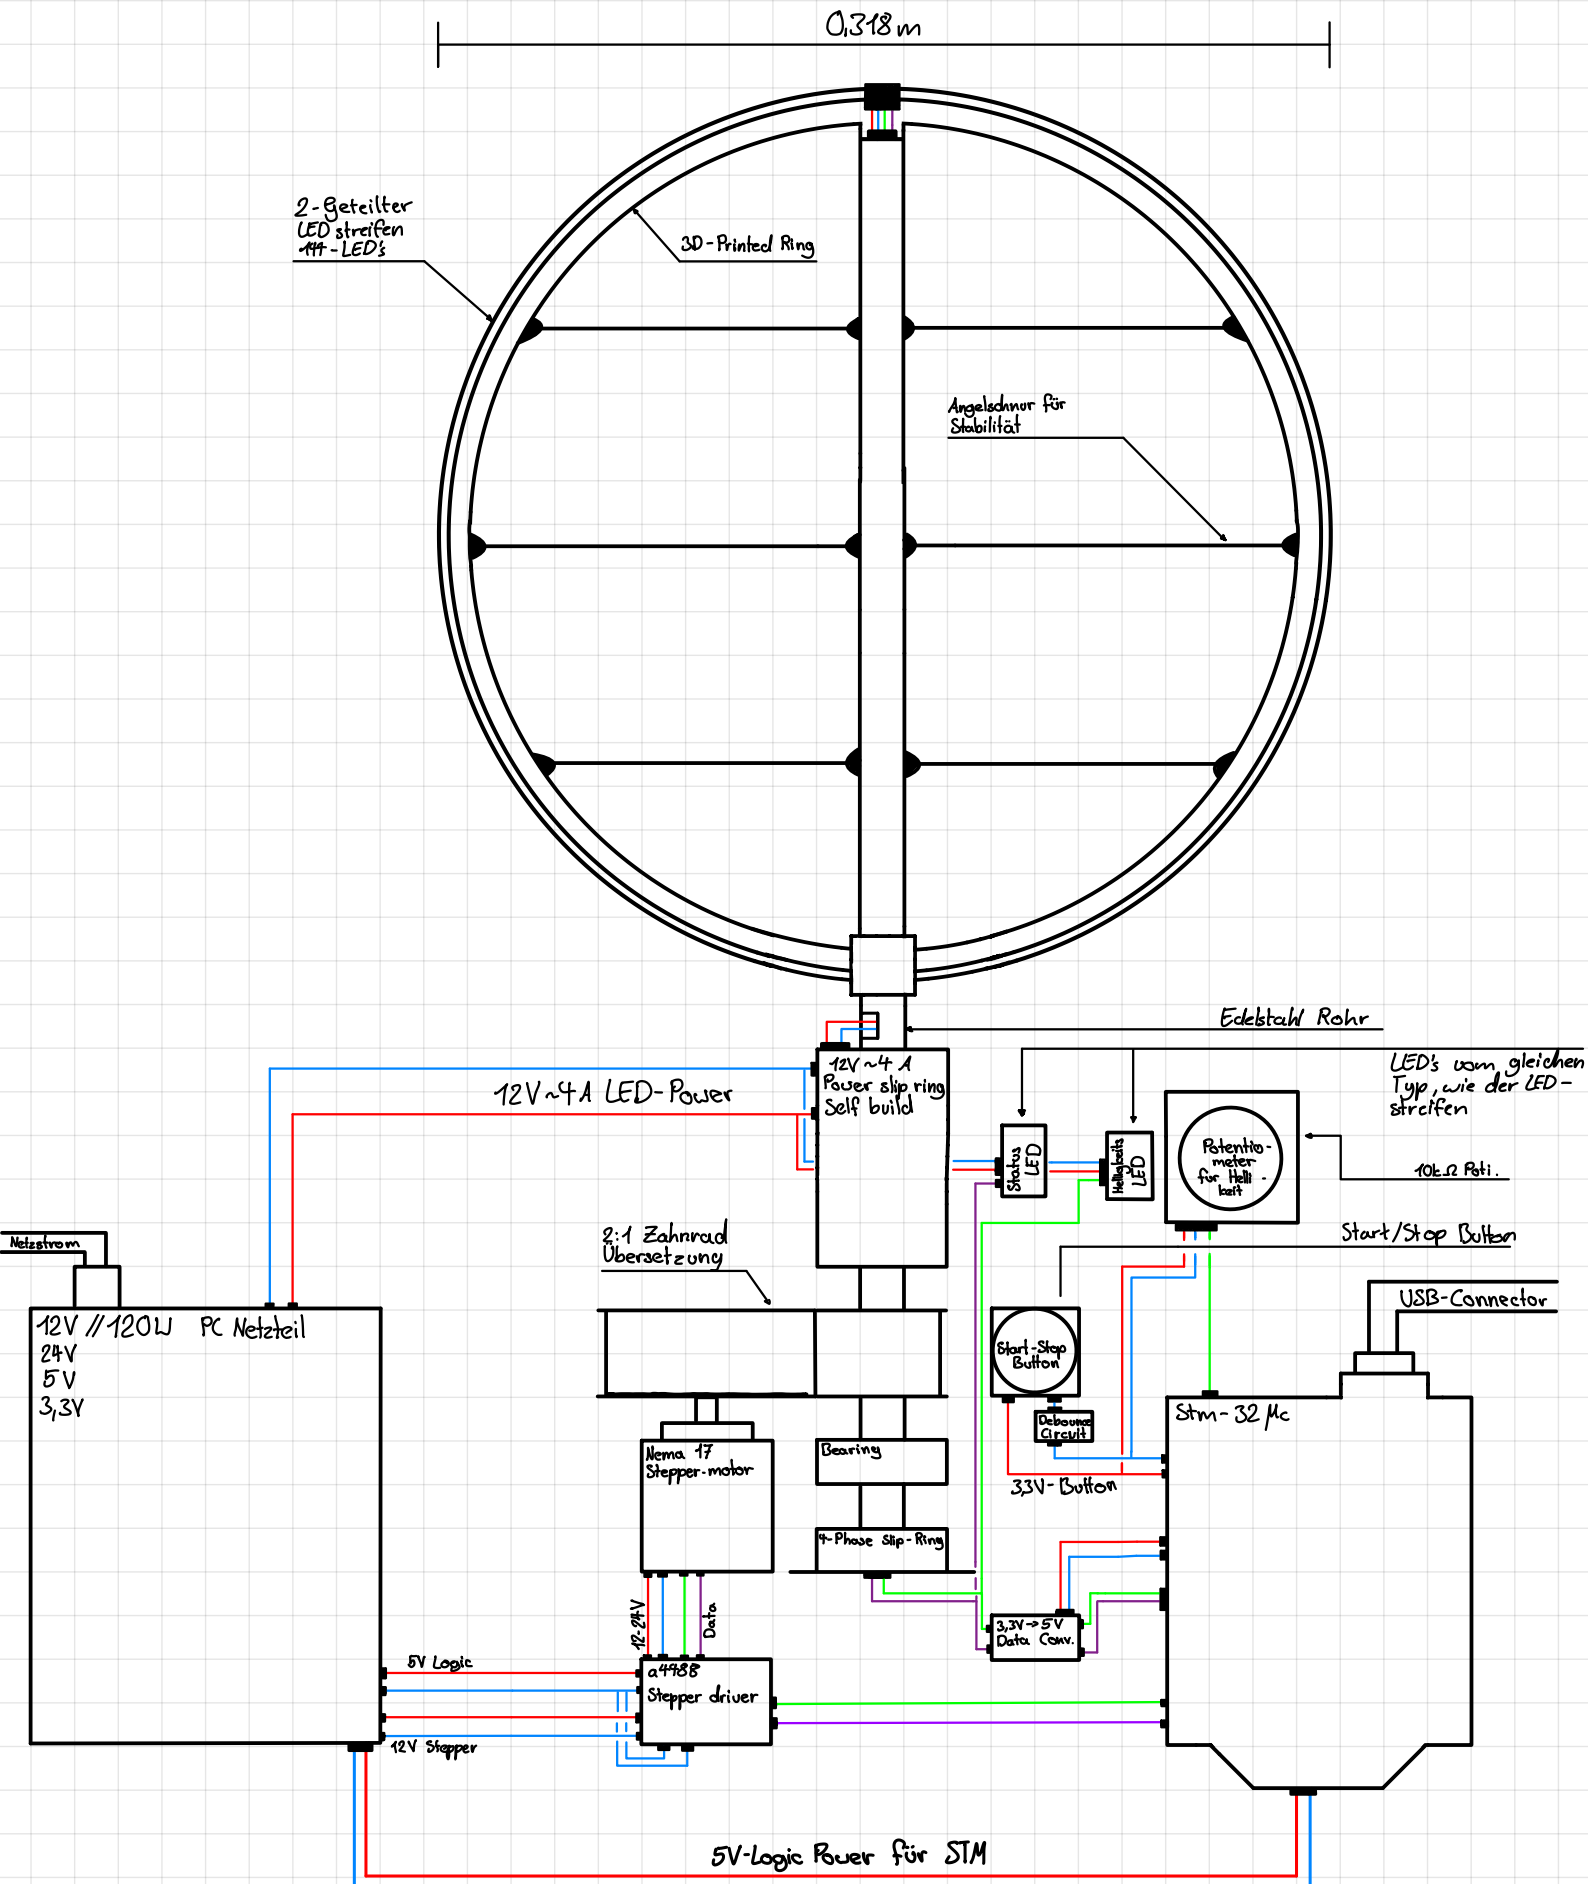 0,318m
2-Geteilter
LED streifen
144-LED's
3D-Printed Ring
Angelschnur für
Stabilität
Edelstahl Rohr
12V~4 A
Power slip ring
Self build
12V~4A LED-Power
LED's vom gleichen
Typ, wie der LED-
streifen
Status
LED
Helligkeits
LED
Potentio-
meter
für Helli-
keit
10kΩ Poti.
Start/Stop Button
Netzstrom
2:1 Zahnrad
Übersetzung
USB-Connector
12V //120W PC Netzteil
24V
5V
3,3V
Start-Stop
Button
Debounce
Circuit
Stm-32 µc
Nema 17
Stepper-motor
Bearing
3,3V-Button
4-Phase Slip-Ring
12-24V
Data
3,3V->5V
Data Conv.
5V Logic
a4988
Stepper driver
12V Stepper
5V-Logic Power für STM